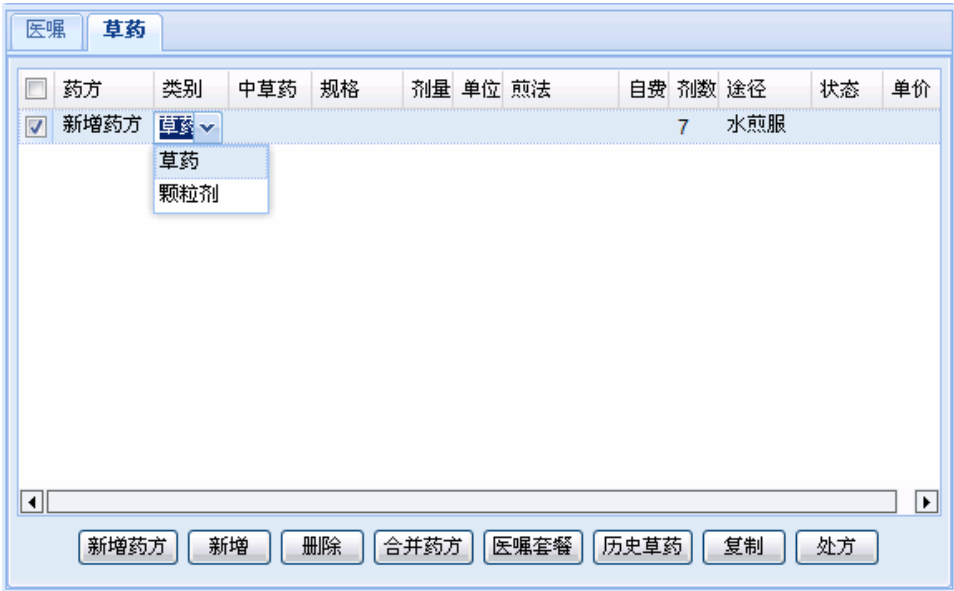 医嘱 草药
药方 类别 中草药 规格 剂量 单位 煎法 自费 剂数 途径 状态 单价
新增药方 草药 7 水煎服
草药
颗粒剂
新增药方 新增 删除 合并药方 医嘱套餐 历史草药 复制 处方